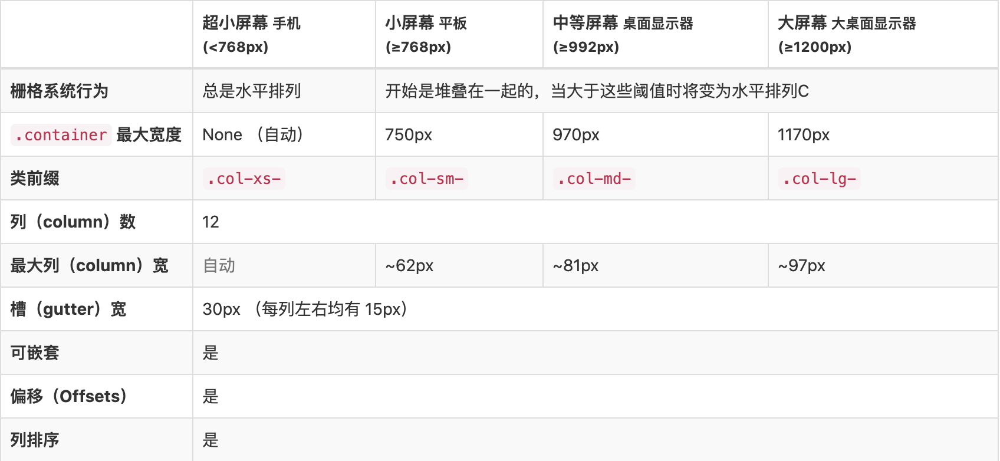 超小屏幕 手机 小屏幕 平板 中等屏幕 桌面显示器 大屏幕 大桌面显示器
(<768px) (≥768px) (≥992px) (≥1200px)
栅格系统行为 总是水平排列 开始是堆叠在一起的，当大于这些阈值时将变为水平排列C
.container 最大宽度 None （自动） 750px 970px 1170px
类前缀 .col-xs- .col-sm- .col-md- .col-lg-
列（column）数 12
最大列（column）宽 自动 ~62px ~81px ~97px
槽（gutter）宽 30px （每列左右均有 15px）
可嵌套 是
偏移（Offsets） 是
列排序 是